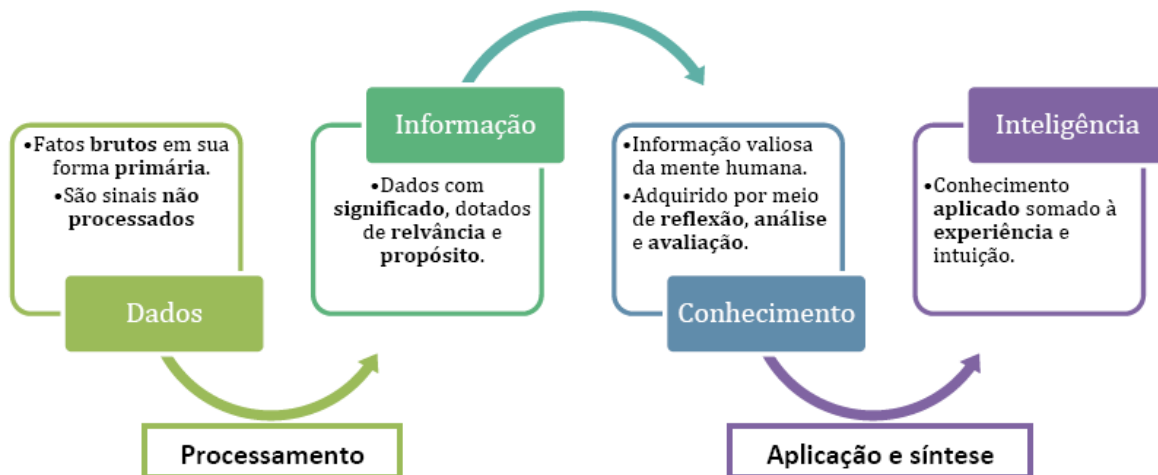 •Fatos brutos em sua
forma primária.
•São sinais não
processados
Dados
Processamento
Informação
•Dados com
significado, dotados
de relvância e
propósito.
•Informação valiosa
da mente humana.
•Adquirido por meio
de reflexão, análise
e avaliação.
Conhecimento
Aplicação e síntese
Inteligência
•Conhecimento
aplicado somado à
experiência e
intuição.